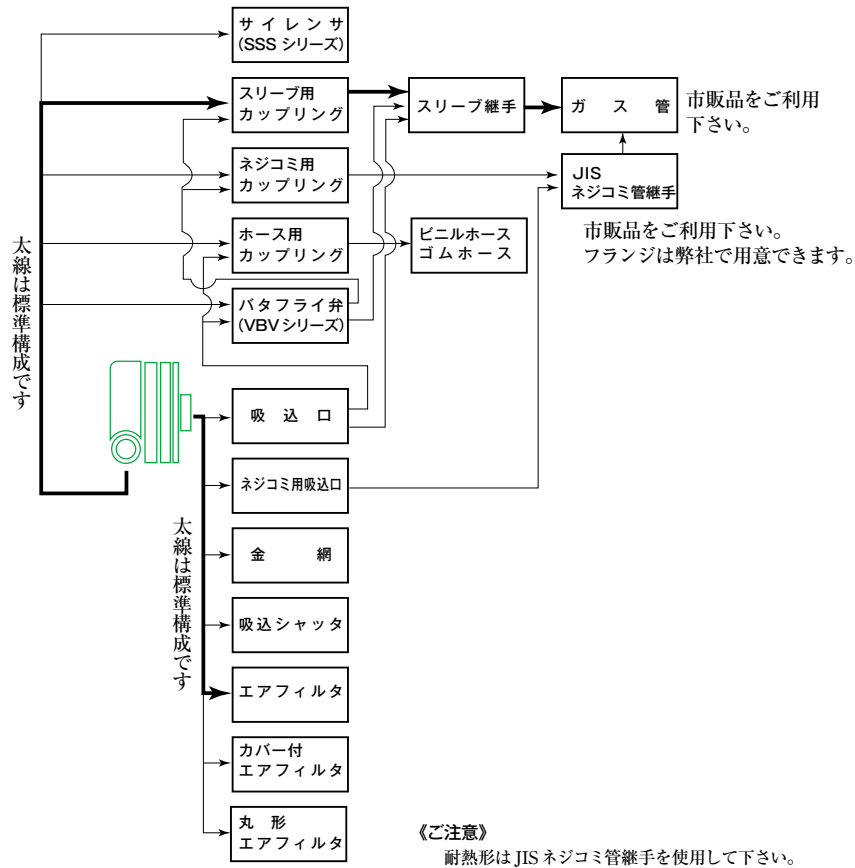 サイレンサ
(SSS シリーズ)
スリーブ用
カップリング
スリーブ継手
ガス管
市販品をご利用
下さい。
ネジコミ用
カップリング
JIS
ネジコミ管継手
市販品をご利用下さい。
フランジは弊社で用意できます。
ホース用
カップリング
ビニルホース
ゴムホース
太線は標準構成です
バタフライ弁
(VBVシリーズ)
吸込口
ネジコミ用吸込口
太線は標準構成です
金網
吸込シャッタ
エアフィルタ
カバー付
エアフィルタ
丸形
エアフィルタ
《ご注意》
耐熱形はJISネジコミ管継手を使用して下さい。